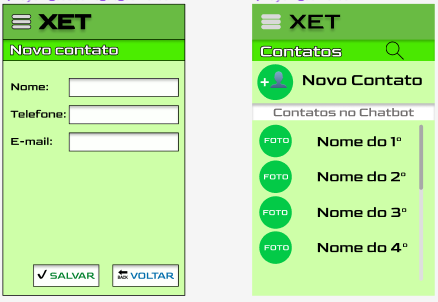 XET
Novo contato
Nome:
Telefone:
E-mail:
SALVAR
BACK VOLTAR
XET
Contatos
+ Novo Contato
Contatos no Chatbot
FOTO Nome do 1º
FOTO Nome do 2º
FOTO Nome do 3º
FOTO Nome do 4º